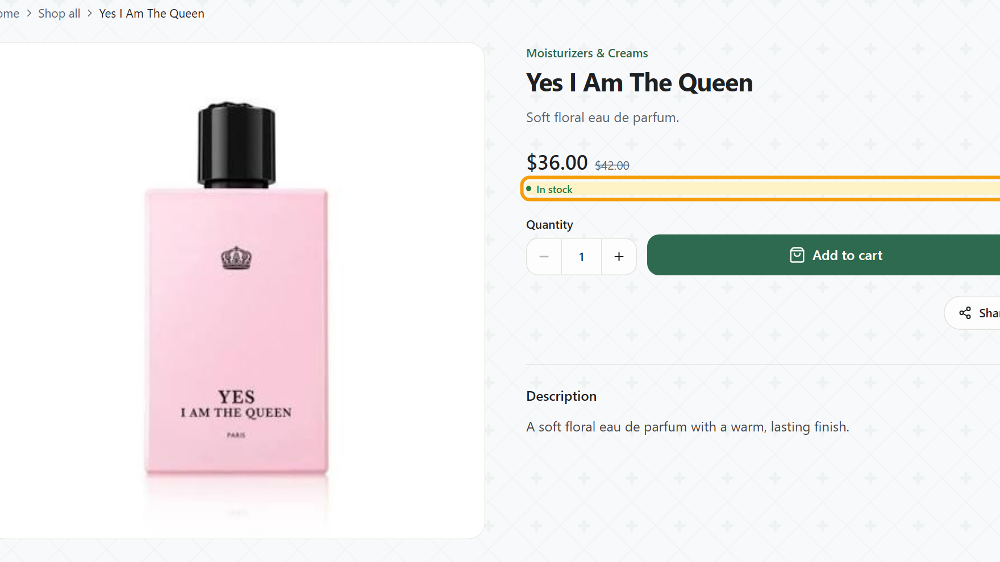 ome > Shop all > Yes I Am The Queen
YES
I AM THE QUEEN
PARIS
Moisturizers & Creams
Yes I Am The Queen
Soft floral eau de parfum.
$36.00 $42.00
In stock
Quantity
− 1 +
Add to cart
Shar
Description
A soft floral eau de parfum with a warm, lasting finish.